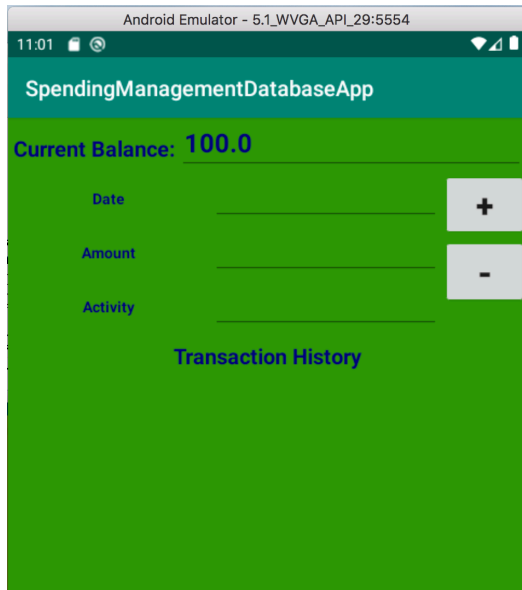 Android Emulator - 5.1_WVGA_API_29:5554
11:01
SpendingManagementDatabaseApp
Current Balance: 100.0
Date
+
Amount
-
Activity
Transaction History